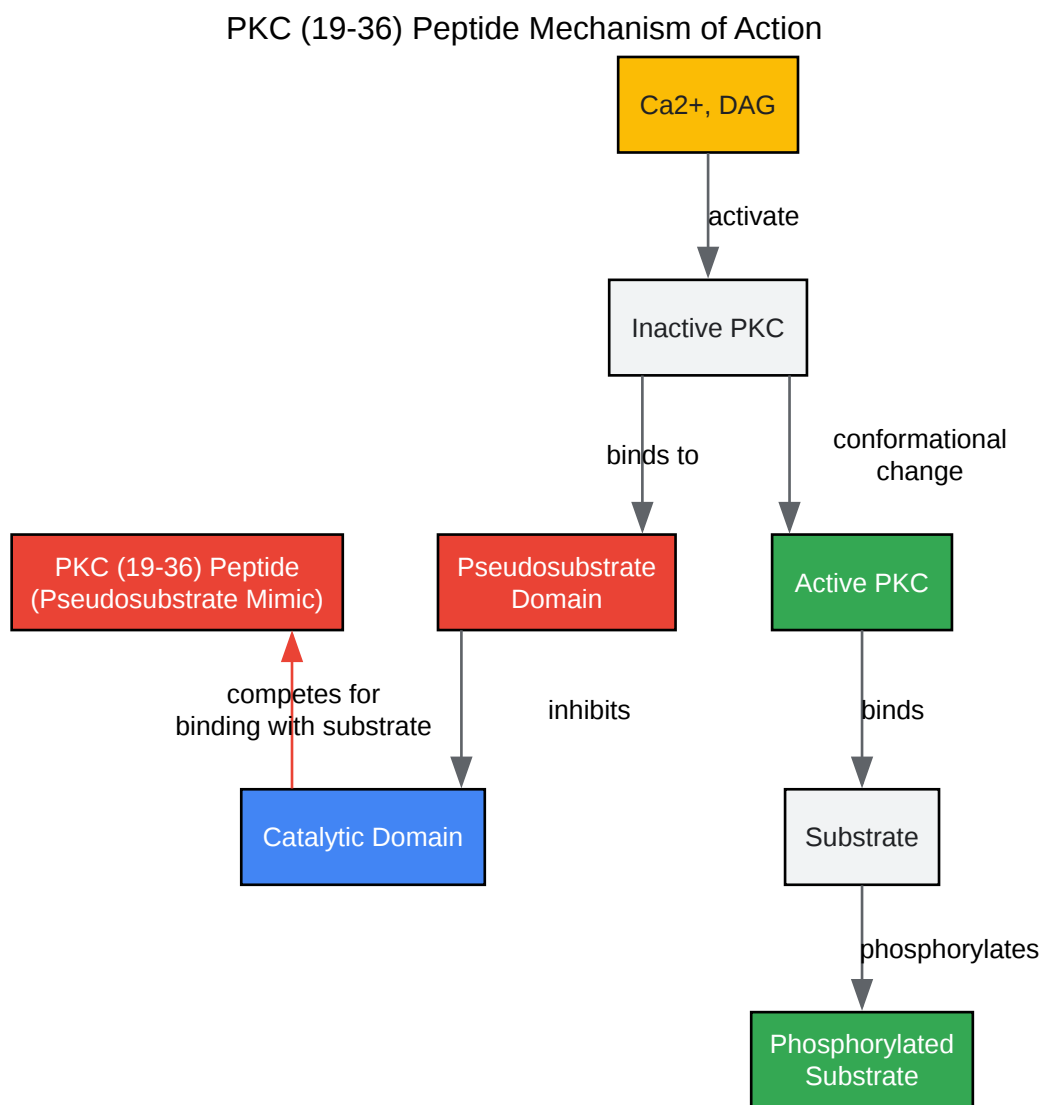 PKC (19-36) Peptide Mechanism of Action
Ca2+, DAG
activate
Inactive PKC
binds to
conformational
change
PKC (19-36) Peptide
(Pseudosubstrate Mimic)
Pseudosubstrate
Domain
Active PKC
competes for
binding with substrate
inhibits
binds
Catalytic Domain
Substrate
phosphorylates
Phosphorylated
Substrate